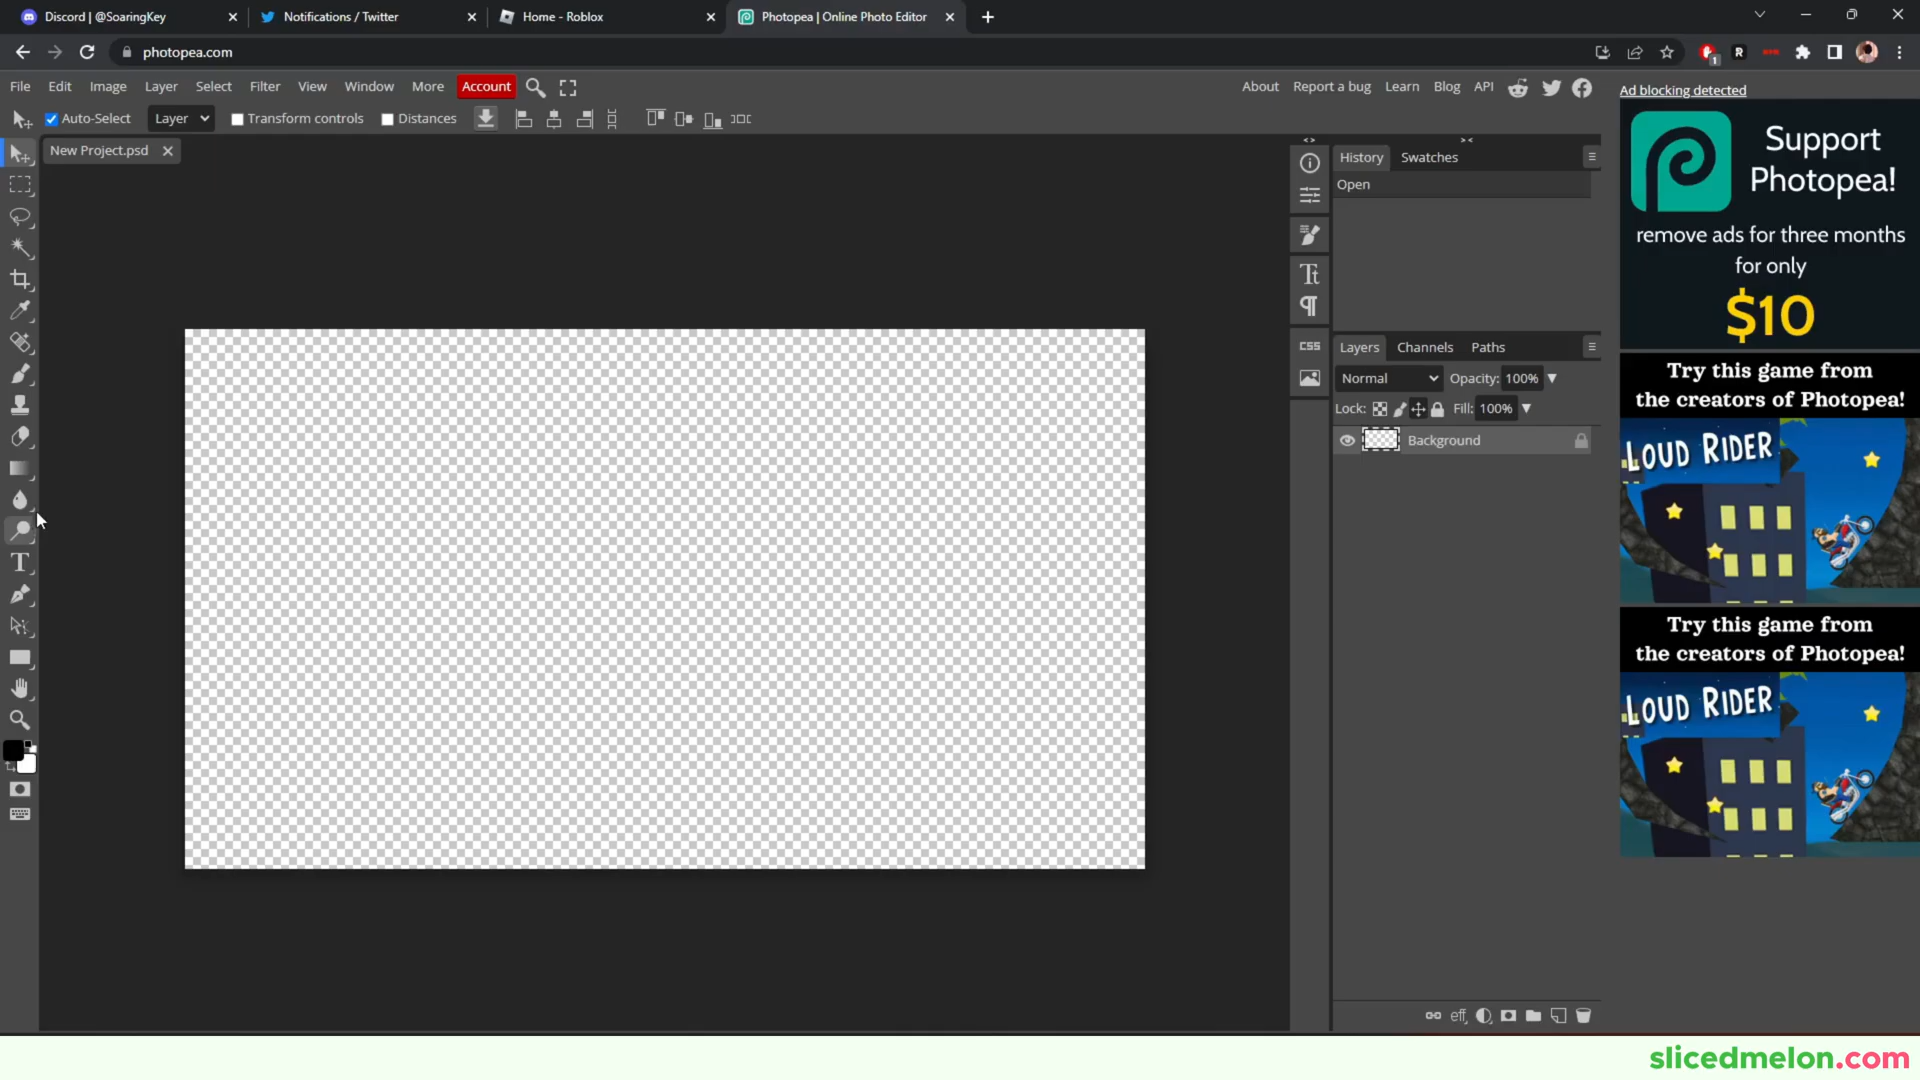 Discord | @SoaringKey
Notifications / Twitter
Home - Roblox
Photopea | Online Photo Editor
photopea.com
1
R
File Edit Image Layer Select Filter View Window More Account
About Report a bug Learn Blog API
Auto-Select Layer Transform controls Distances
New Project.psd
History Swatches
Open
CSS
Layers Channels Paths
Normal Opacity: 100%
Lock: Fill: 100%
Background
eff
Ad blocking detected
Support
Photopea!
remove ads for three months
for only
$10
Try this game from
the creators of Photopea!
LOUD RIDER
Try this game from
the creators of Photopea!
LOUD RIDER
slicedmelon.com